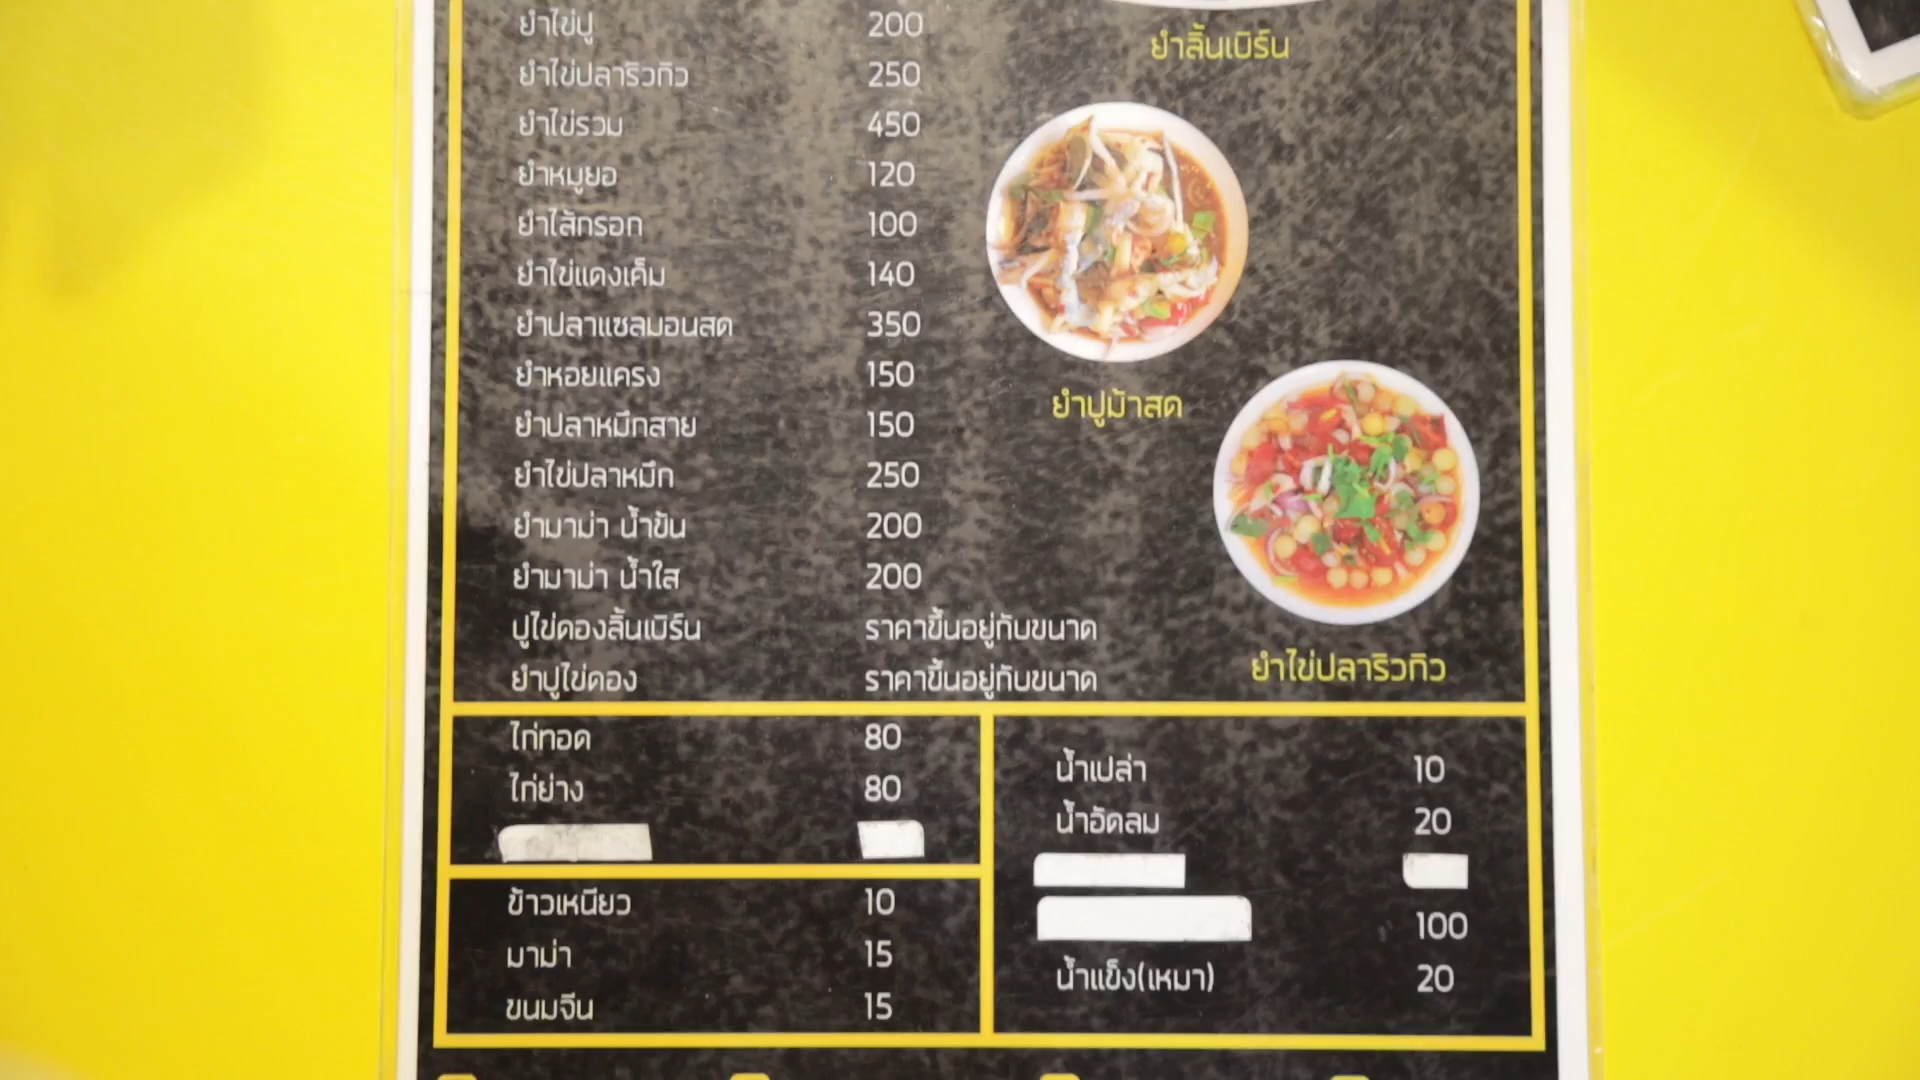 ยำไข่ปู 200
ยำไข่ปลาริวกิว 250
ยำไข่รวม 450
ยำหมูยอ 120
ยำไส้กรอก 100
ยำไข่แดงเค็ม 140
ยำปลาแซลมอนสด 350
ยำหอยแครง 150
ยำปลาหมึกสาย 150
ยำไข่ปลาหมึก 250
ยำมาม่า น้ำข้น 200
ยำมาม่า น้ำใส 200
ปูไข่ดองลิ้นเบิร์น ราคาขึ้นอยู่กับขนาด
ยำปูไข่ดอง ราคาขึ้นอยู่กับขนาด
ยำลิ้นเบิร์น
ยำปูม้าสด
ยำไข่ปลาริวกิว
ไก่ทอด 80
ไก่ย่าง 80
ข้าวเหนียว 10
มาม่า 15
ขนมจีน 15
น้ำเปล่า 10
น้ำอัดลม 20
100
น้ำแข็ง(เหมา) 20